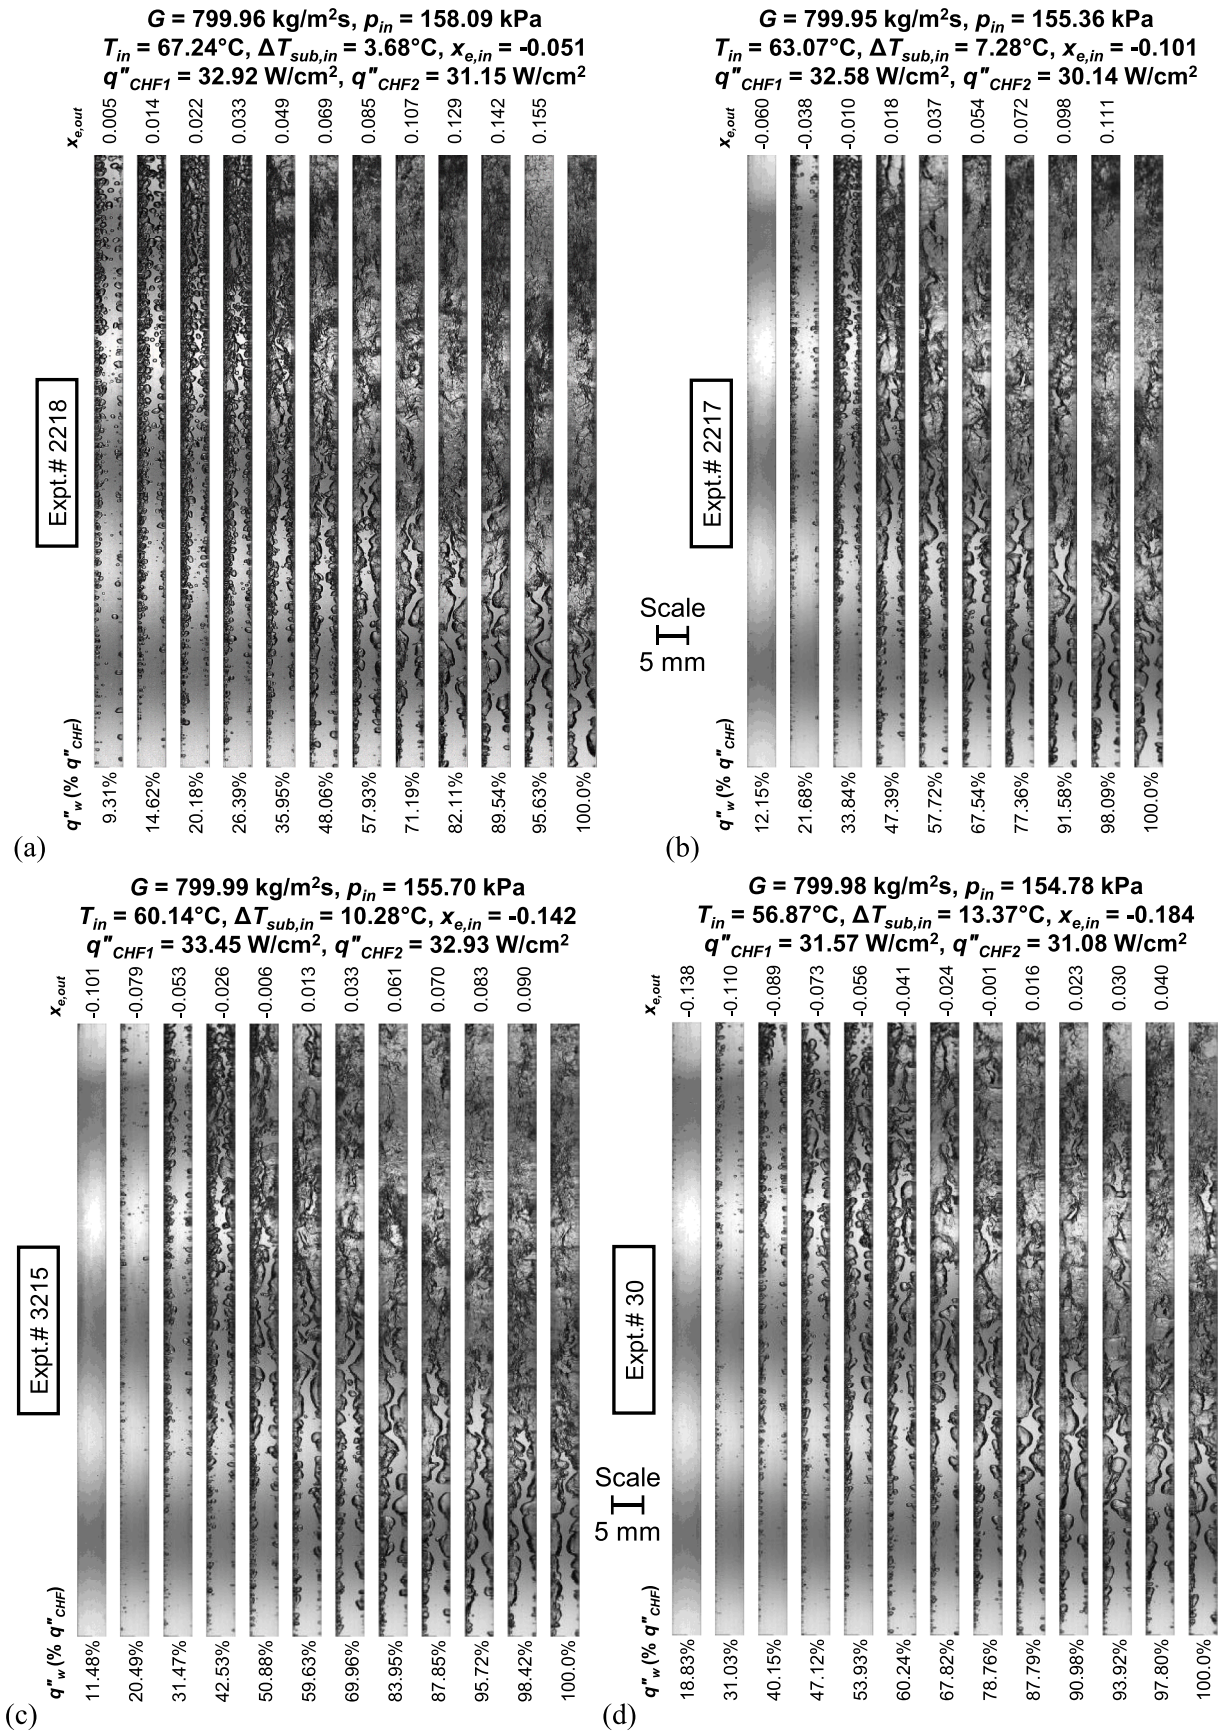 G = 799.96 kg/m²s, p_in = 158.09 kPa
T_in = 67.24°C, ΔT_sub,in = 3.68°C, x_e,in = -0.051
q"_CHF1 = 32.92 W/cm², q"_CHF2 = 31.15 W/cm²
x_e,out
0.005
0.014
0.022
0.033
0.049
0.069
0.085
0.107
0.129
0.142
0.155
Expt.# 2218
q"_w (% q"_CHF)
9.31%
14.62%
20.18%
26.39%
35.95%
48.06%
57.93%
71.19%
82.11%
89.54%
95.63%
100.0%
(a)
G = 799.95 kg/m²s, p_in = 155.36 kPa
T_in = 63.07°C, ΔT_sub,in = 7.28°C, x_e,in = -0.101
q"_CHF1 = 32.58 W/cm², q"_CHF2 = 30.14 W/cm²
x_e,out
-0.060
-0.038
-0.010
0.018
0.037
0.054
0.072
0.098
0.111
Expt.# 2217
Scale
5 mm
q"_w (% q"_CHF)
12.15%
21.68%
33.84%
47.39%
57.72%
67.54%
77.36%
91.58%
98.09%
100.0%
(b)
G = 799.99 kg/m²s, p_in = 155.70 kPa
T_in = 60.14°C, ΔT_sub,in = 10.28°C, x_e,in = -0.142
q"_CHF1 = 33.45 W/cm², q"_CHF2 = 32.93 W/cm²
x_e,out
-0.101
-0.079
-0.053
-0.026
-0.006
0.013
0.033
0.061
0.070
0.083
0.090
Expt.# 3215
q"_w (% q"_CHF)
11.48%
20.49%
31.47%
42.53%
50.88%
59.63%
69.96%
83.95%
87.85%
95.72%
98.42%
100.0%
(c)
G = 799.98 kg/m²s, p_in = 154.78 kPa
T_in = 56.87°C, ΔT_sub,in = 13.37°C, x_e,in = -0.184
q"_CHF1 = 31.57 W/cm², q"_CHF2 = 31.08 W/cm²
x_e,out
-0.138
-0.110
-0.089
-0.073
-0.056
-0.041
-0.024
-0.001
0.016
0.023
0.030
0.040
Expt.# 30
Scale
5 mm
q"_w (% q"_CHF)
18.83%
31.03%
40.15%
47.12%
53.93%
60.24%
67.82%
78.76%
87.79%
90.98%
93.92%
97.80%
100.0%
(d)